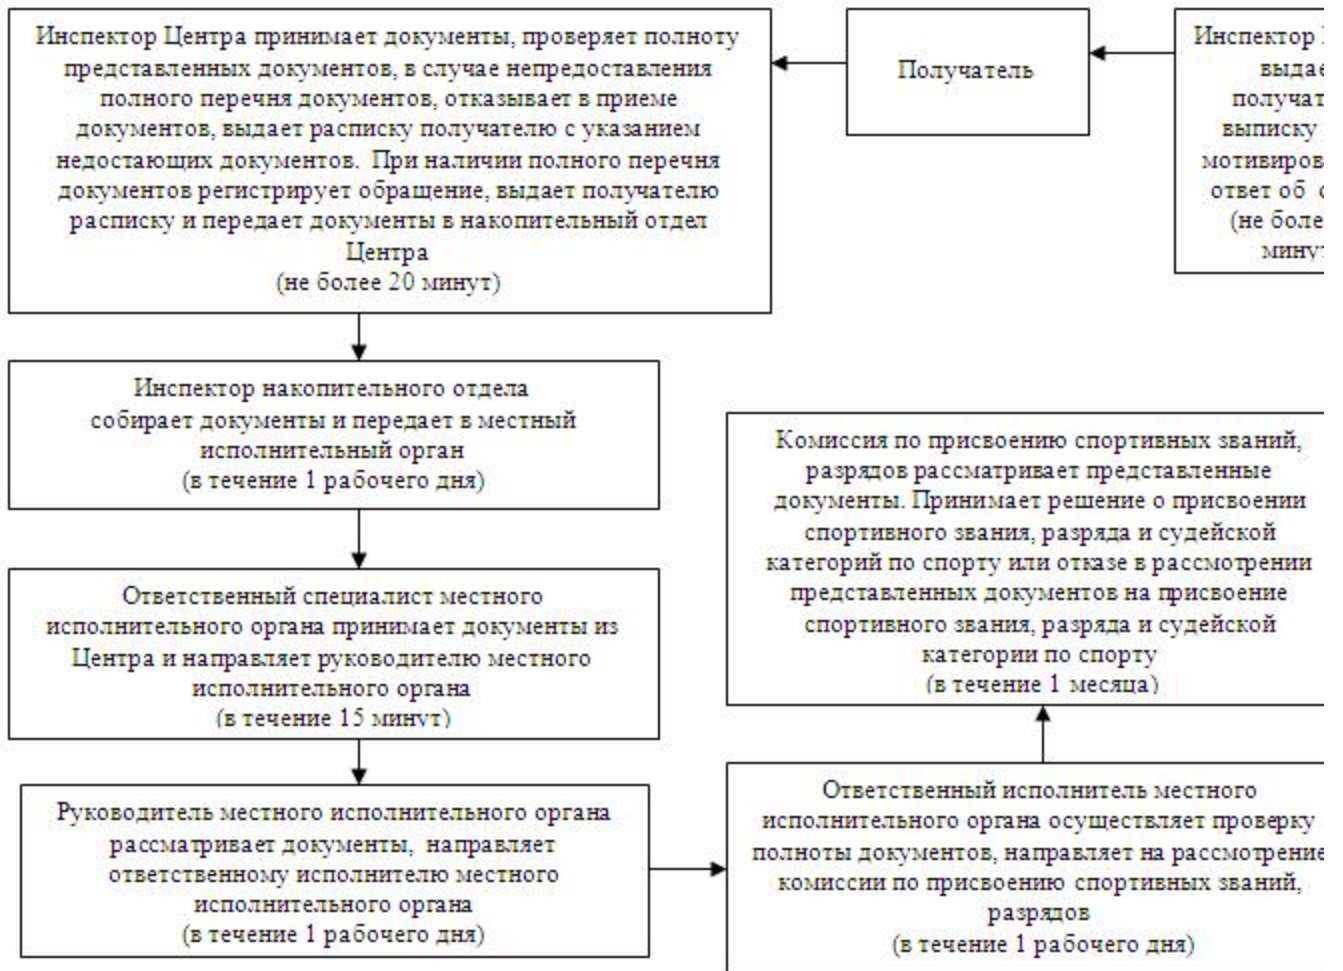 Инспектор Центра принимает документы, проверяет полноту
представленных документов, в случае непредоставления
полного перечня документов, отказывает в приеме
документов, выдает расписку получателю с указанием
недостающих документов. При наличии полного перечня
документов регистрирует обращение, выдает получателю
расписку и передает документы в накопительный отдел
Центра
(не более 20 минут)
Получатель
Инспектор
выдае
получат
выписку
мотивиров
ответ об
(не боле
минут
Инспектор накопительного отдела
собирает документы и передает в местный
исполнительный орган
(в течение 1 рабочего дня)
Ответственный специалист местного
исполнительного органа принимает документы из
Центра и направляет руководителю местного
исполнительного органа
(в течение 15 минут)
Руководитель местного исполнительного органа
рассматривает документы, направляет
ответственному исполнителю местного
исполнительного органа
(в течение 1 рабочего дня)
Комиссия по присвоению спортивных званий,
разрядов рассматривает представленные
документы. Принимает решение о присвоении
спортивного звания, разряда и судейской
категорий по спорту или отказе в рассмотрении
представленных документов на присвоение
спортивного звания, разряда и судейской
категории по спорту
(в течение 1 месяца)
Ответственный исполнитель местного
исполнительного органа осуществляет проверку
полноты документов, направляет на рассмотрение
комиссии по присвоению спортивных званий,
разрядов
(в течение 1 рабочего дня)